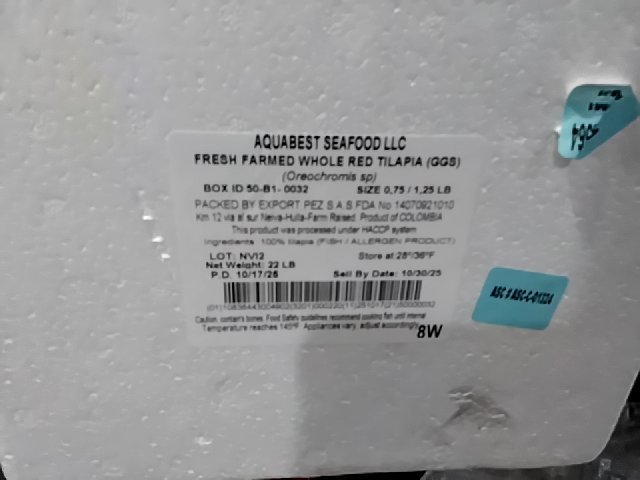 AQUABEST SEAFOOD LLC
FRESH FARMED WHOLE RED TILAPIA (GGS)
(Oreochromis sp)
BOX ID 50-B1- 0032 SIZE 0,75 / 1,25 LB
PACKED BY EXPORT PEZ S.A.S FDA No 14070921010
Km 12 via al sur Neiva-Huila-Farm Raised. Product of COLOMBIA
This product was processed under HACCP system
Ingredients: 100% tilapia (FISH / ALLERGEN PRODUCT)
LOT: NVI2 Store at 28°/36°F
Net Weight: 22 LB
P.D. 10/17/25 Sell By Date: 10/30/25
Caution, contain's bones. Food Safety guidelines recommend cooking fish until internal
Temperature reaches 145°F. Appliances vary, adjust accordingly.
8W
ASC # ASC-C-01334